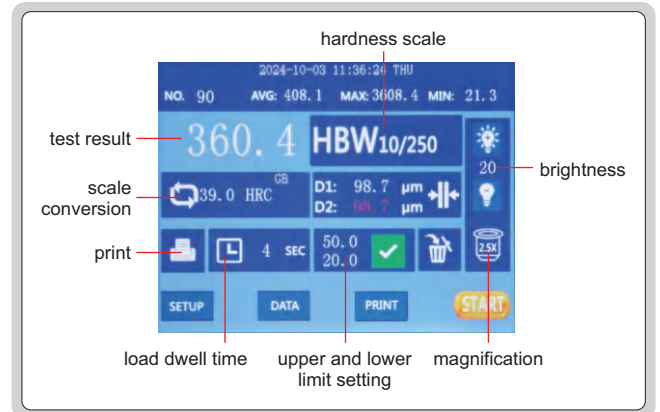 hardness scale
2024-10-03 11:36:24 THU
NO. 90 AVG: 408.1 MAX: 3608.4 MIN: 21.3
test result
360.4 HBW10/250
20
brightness
scale conversion
39.0 HRC GB
D1: 98.7 μm
D2: 98.7 μm
print
4 SEC
50.0
20.0
2.5X
SETUP DATA PRINT START
load dwell time
upper and lower
limit setting
magnification